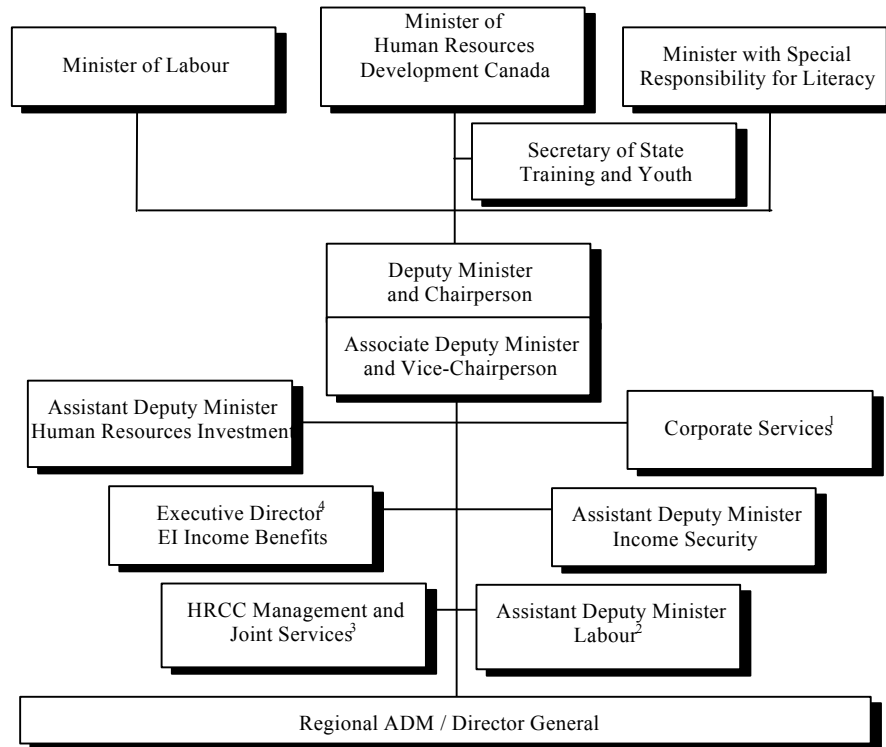 Minister of Labour
Minister of
Human Resources
Development Canada
Minister with Special
Responsibility for Literacy
Secretary of State
Training and Youth
Deputy Minister
and Chairperson
Associate Deputy Minister
and Vice-Chairperson
Assistant Deputy Minister
Human Resources Investment
Corporate Services1
Executive Director4
EI Income Benefits
Assistant Deputy Minister
Income Security
HRCC Management and
Joint Services3
Assistant Deputy Minister
Labour2
Regional ADM / Director General